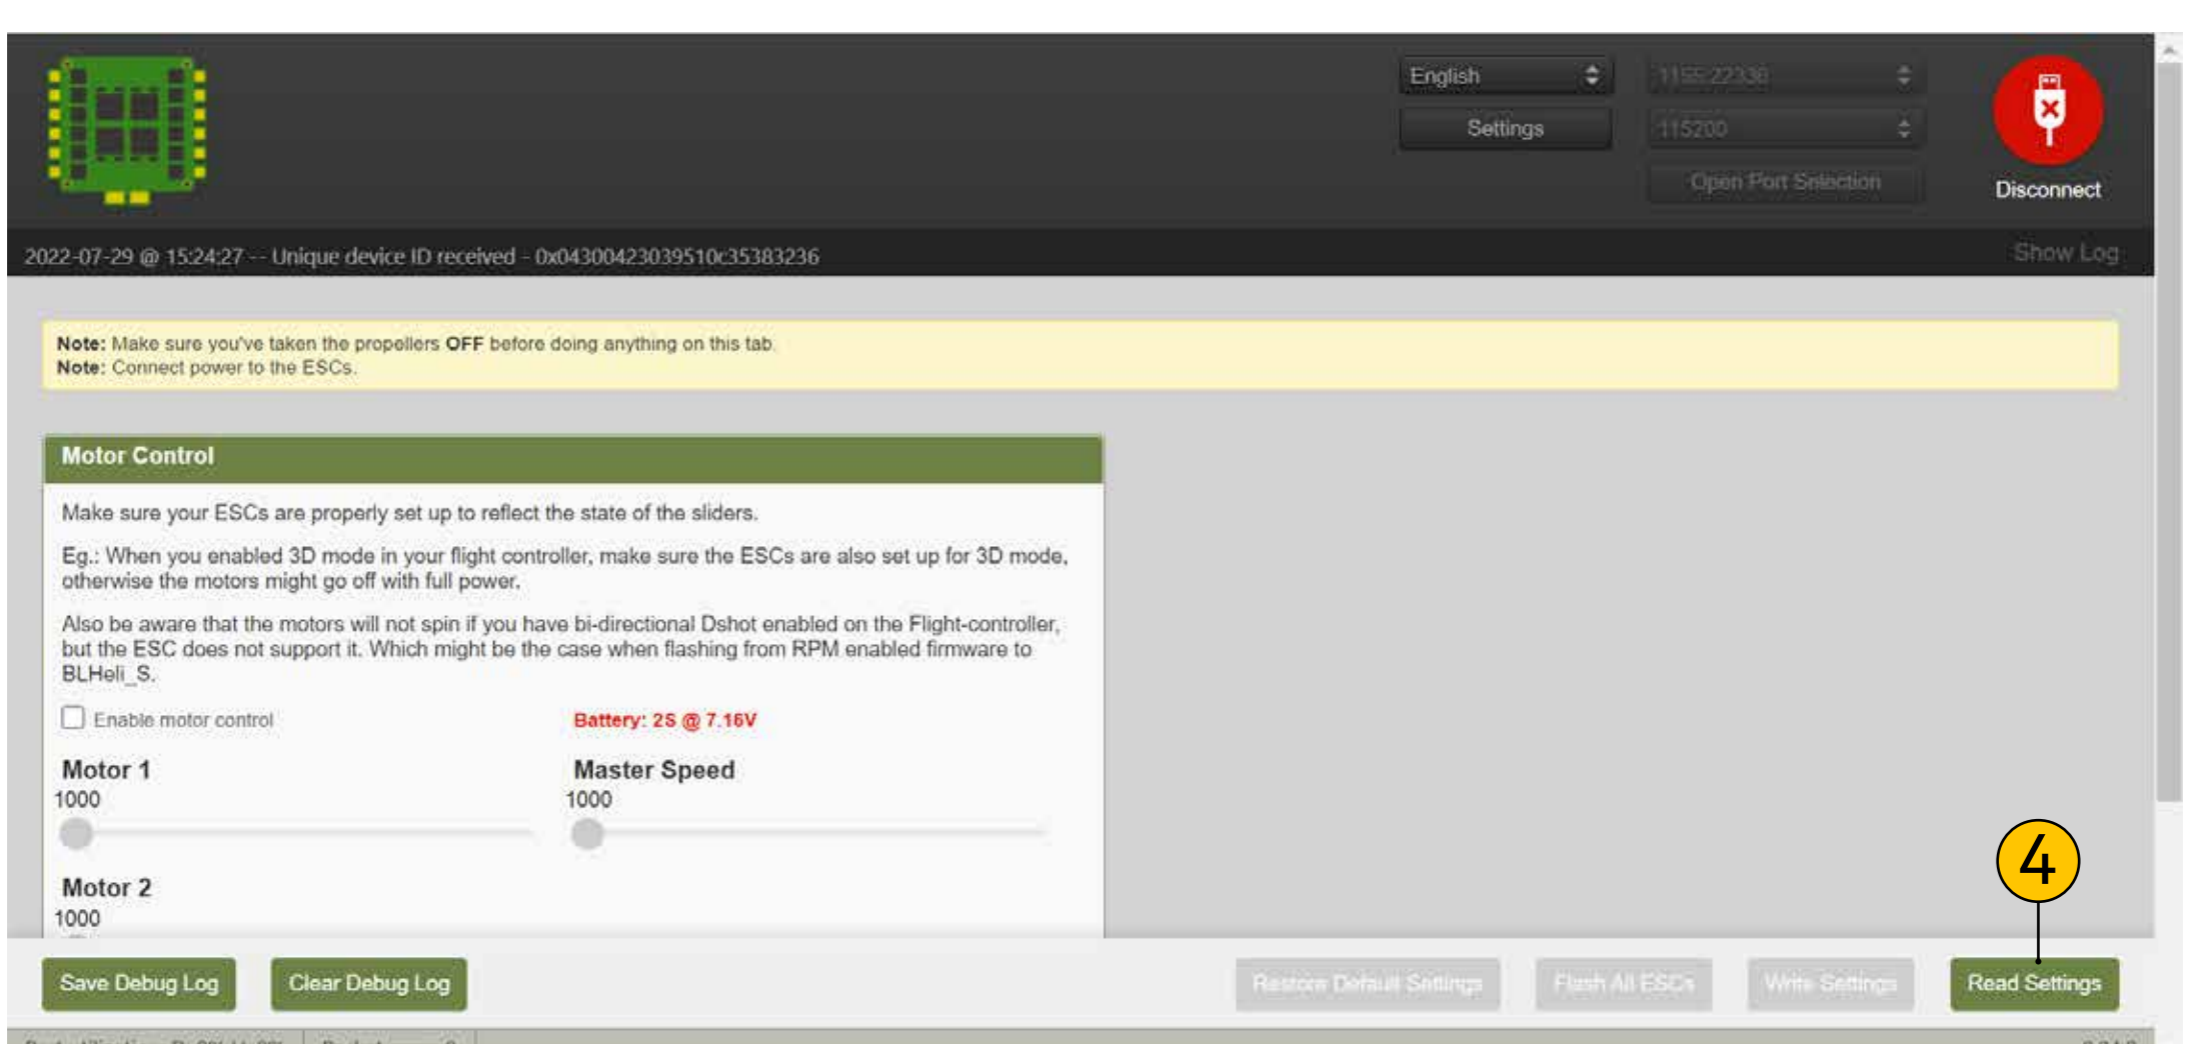 English
1155:22336
Settings
115200
Open Port Selection
Disconnect
2022-07-29 @ 15:24:27 -- Unique device ID received - 0x04300423039510c35383236
Show Log
Note: Make sure you've taken the propellers OFF before doing anything on this tab.
Note: Connect power to the ESCs.
Motor Control
Make sure your ESCs are properly set up to reflect the state of the sliders.
Eg.: When you enabled 3D mode in your flight controller, make sure the ESCs are also set up for 3D mode,
otherwise the motors might go off with full power.
Also be aware that the motors will not spin if you have bi-directional Dshot enabled on the Flight-controller,
but the ESC does not support it. Which might be the case when flashing from RPM enabled firmware to
BLHeli_S.
Enable motor control
Battery: 2S @ 7.16V
Motor 1
Master Speed
1000
1000
Motor 2
1000
4
Save Debug Log
Clear Debug Log
Restore Default Settings
Flash All ESCs
Write Settings
Read Settings